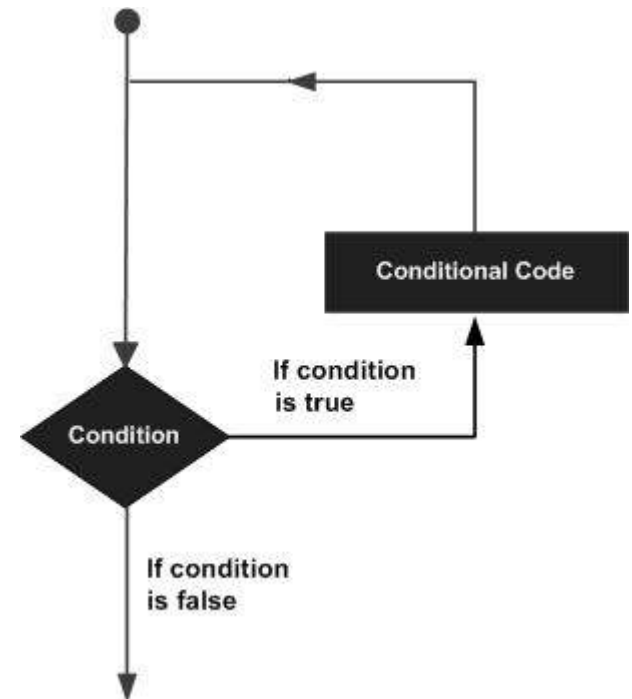 Conditional Code
If condition
is true
Condition
If condition
is false